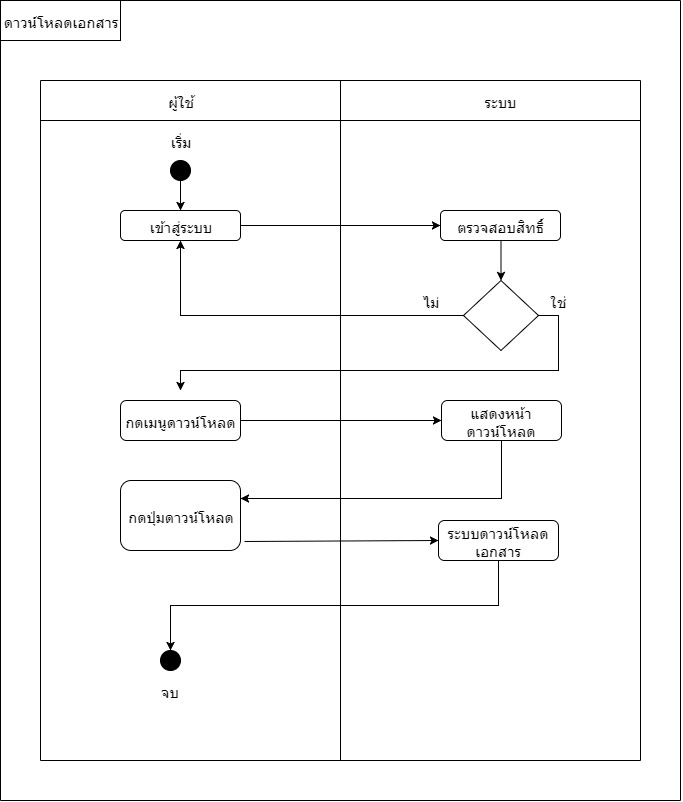 ดาวน์โหลดเอกสาร
ผู้ใช้
ระบบ
เริ่ม
เข้าสู่ระบบ
ตรวจสอบสิทธิ์
ไม่
ใช่
กดเมนูดาวน์โหลด
แสดงหน้า
ดาวน์โหลด
กดปุ่มดาวน์โหลด
ระบบดาวน์โหลด
เอกสาร
จบ